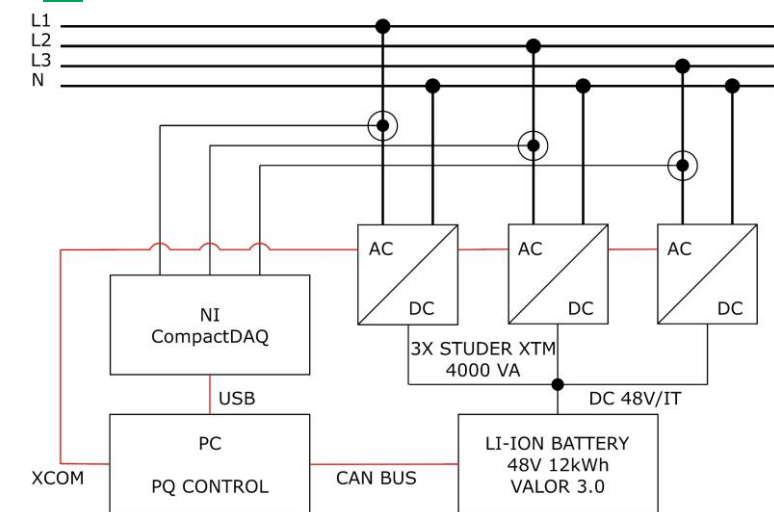 L1
L2
L3
N
AC
DC
AC
DC
AC
DC
NI
CompactDAQ
3X STUDER XTM
4000 VA
USB
DC 48V/IT
PC
PQ CONTROL
XCOM
CAN BUS
LI-ION BATTERY
48V 12kWh
VALOR 3.0